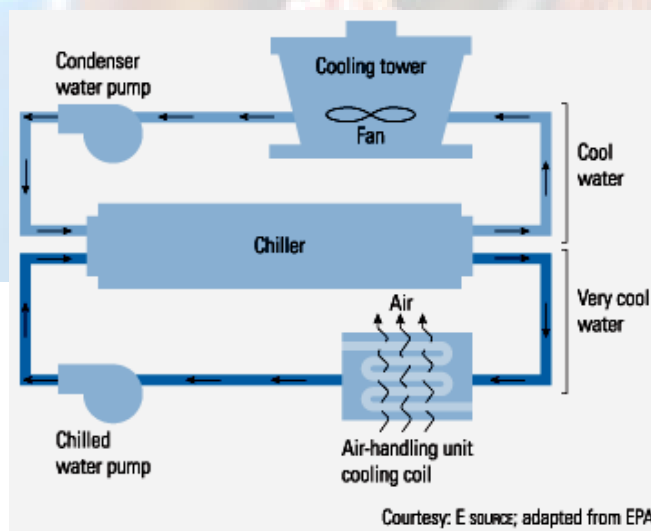 Condenser
water pump
Cooling tower
Fan
Cool
water
Chiller
Air
Very cool
water
Chilled
water pump
Air-handling unit
cooling coil
Courtesy: E SOURCE; adapted from EPA